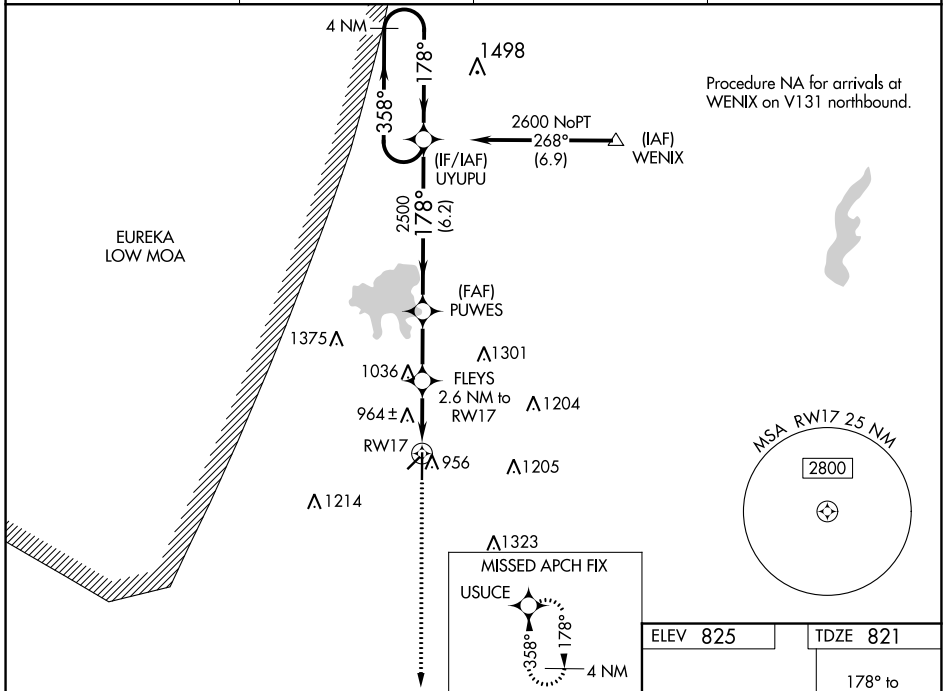 4 NM
178°
358°
1498
Procedure NA for arrivals at
WENIX on V131 northbound.
2600 NoPT
268°
(6.9)
(IAF)
WENIX
(IF/IAF)
UYUPU
2500
178°
(6.2)
EUREKA
LOW MOA
(FAF)
PUWES
1375
1301
1036
FLEYS
2.6 NM to
RW17
1204
964±
RW17
956
1205
1214
MSA RW17 25 NM
2800
1323
MISSED APCH FIX
USUCE
358°
178°
4 NM
ELEV 825
TDZE 821
178° to